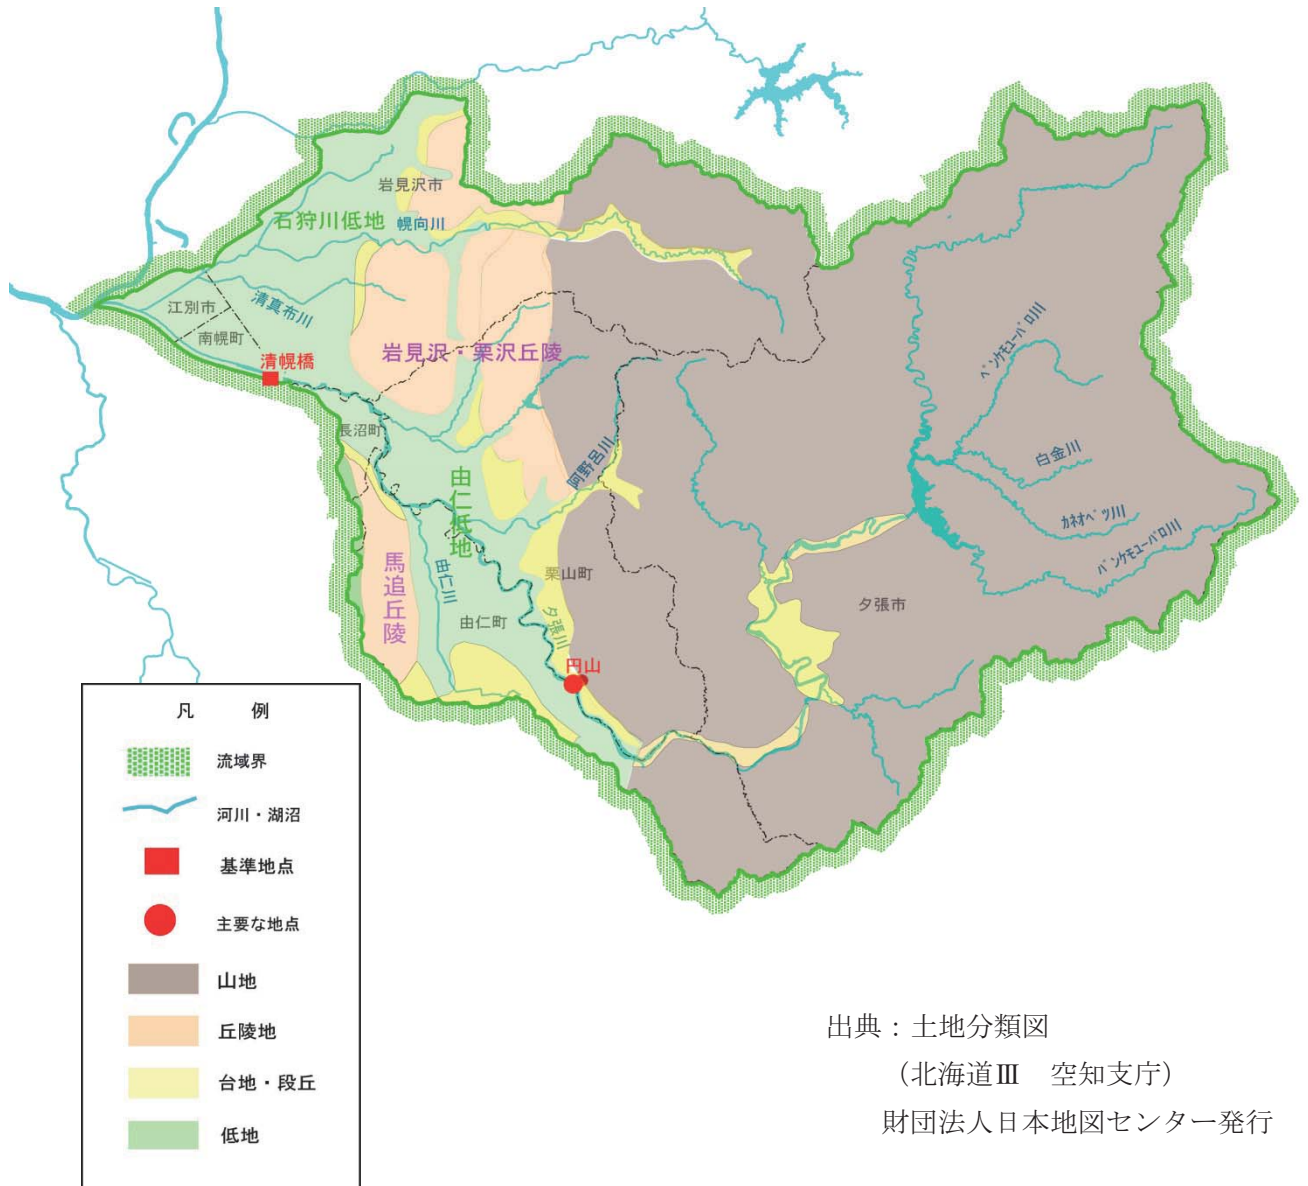 岩見沢市
石狩川低地
幌向川
江別市
清真布川
南幌町
清幌橋
岩見沢・栗沢丘陵
ペンケモユーパロ川
長沼町
阿野呂川
白金川
由仁低地
カネオペツ川
パンケモユーパロ川
馬追丘陵
由仁川
栗山町
夕張市
夕張川
由仁町
円山
凡 例
流域界
河川・湖沼
基準地点
主要な地点
山地
丘陵地
台地・段丘
低地
出典：土地分類図
（北海道Ⅲ 空知支庁）
財団法人日本地図センター発行